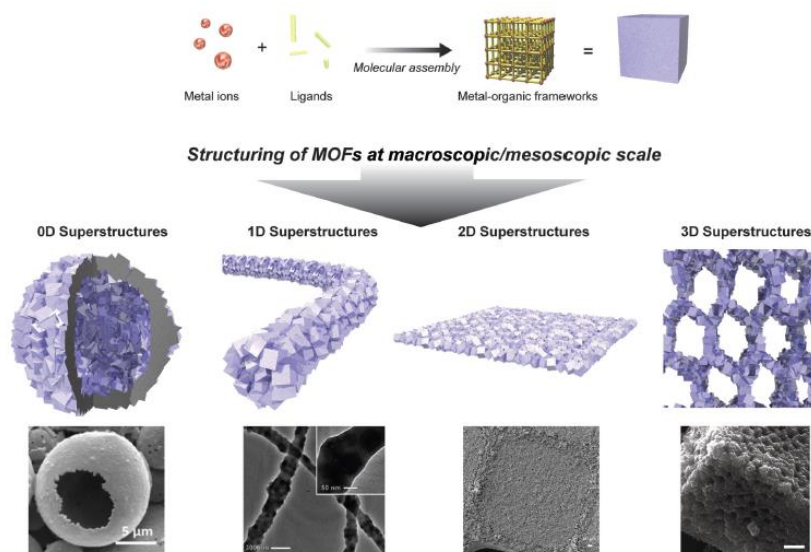 +
=
Molecular assembly
Metal ions
Ligands
Metal-organic frameworks
Structuring of MOFs at macroscopic/mesoscopic scale
0D Superstructures
1D Superstructures
2D Superstructures
3D Superstructures
5 μm
50 nm